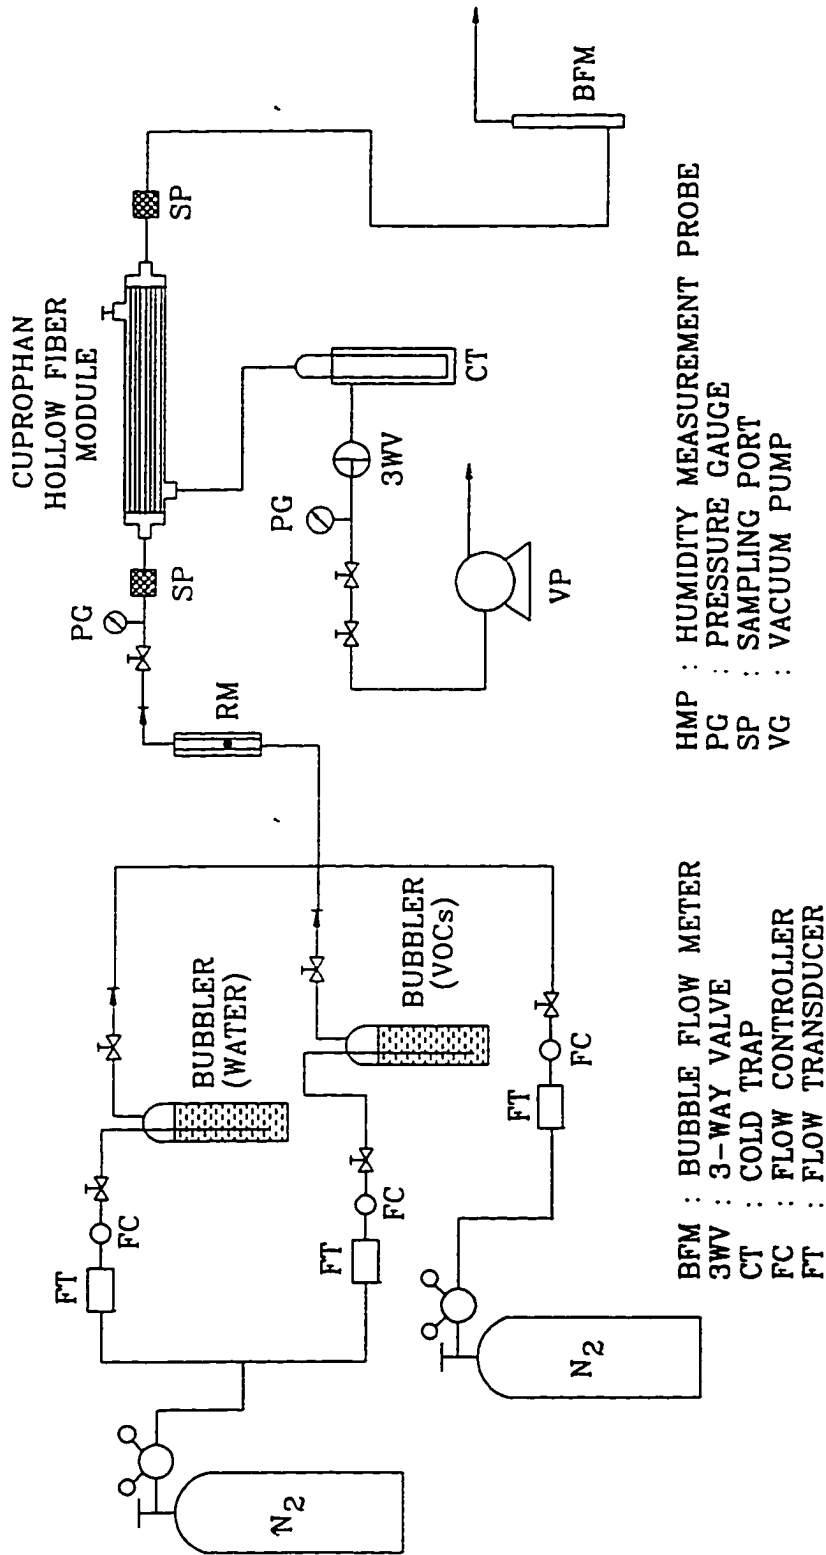 CUPROPHAN
HOLLOW FIBER
MODULE
PG
SP
SP
RM
PG
3WV
CT
VP
BFM
BUBBLER
(WATER)
BUBBLER
(VOCs)
FT
FC
FT
FC
FT
FC
N2
N2
BFM : BUBBLE FLOW METER
3WV : 3-WAY VALVE
CT : COLD TRAP
FC : FLOW CONTROLLER
FT : FLOW TRANSDUCER
HMP : HUMIDITY MEASUREMENT PROBE
PG : PRESSURE GAUGE
SP : SAMPLING PORT
VG : VACUUM PUMP